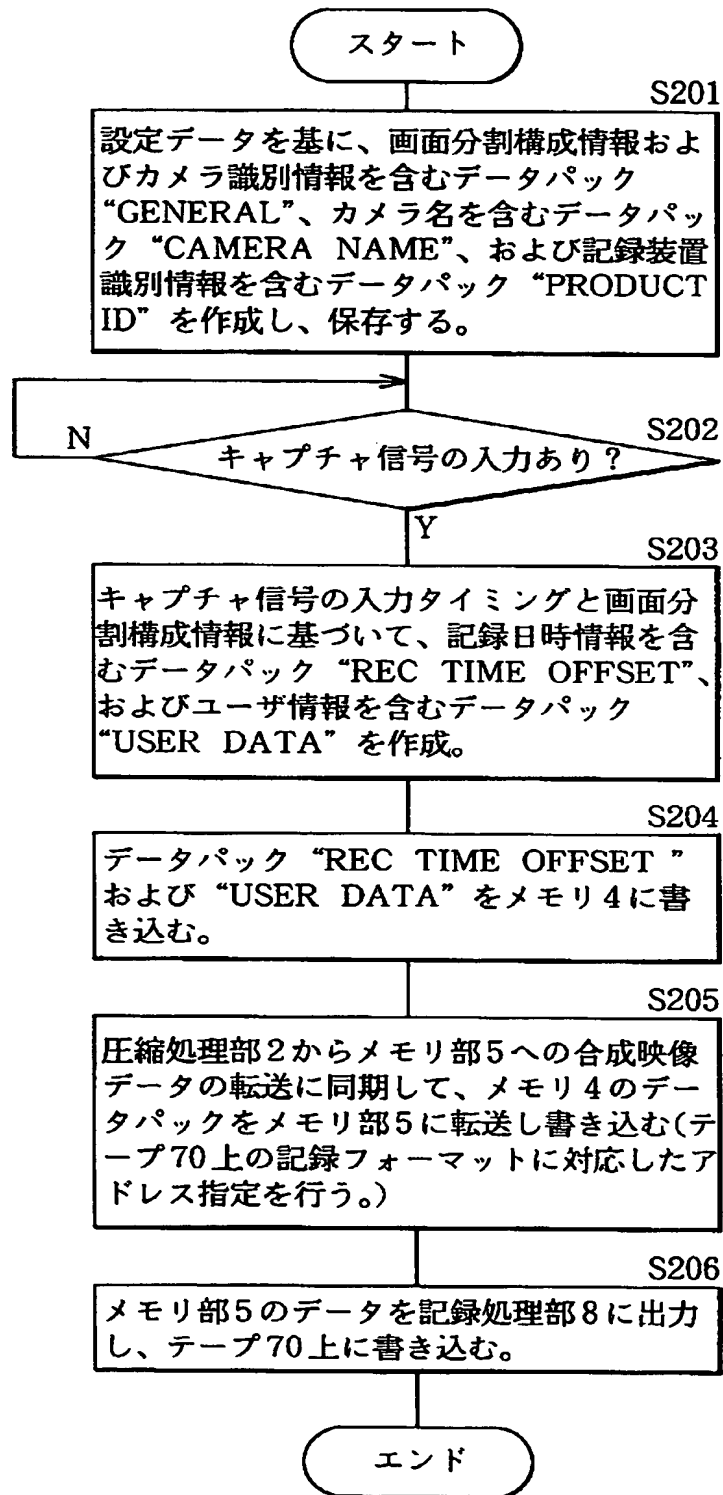 スタート
S201
設定データを基に、画面分割構成情報およ
びカメラ識別情報を含むデータパック
“GENERAL”、カメラ名を含むデータパッ
ク “CAMERA NAME”、および記録装置
識別情報を含むデータパック “PRODUCT
ID” を作成し、保存する。
S202
N
キャプチャ信号の入力あり?
Y
S203
キャプチャ信号の入力タイミングと画面分
割構成情報に基づいて、記録日時情報を含
むデータパック “REC TIME OFFSET”、
およびユーザ情報を含むデータパック
“USER DATA” を作成。
S204
データパック “REC TIME OFFSET ”
および “USER DATA” をメモリ4に書
き込む。
S205
圧縮処理部2からメモリ部5への合成映像
データの転送に同期して、メモリ4のデー
タパックをメモリ部5に転送し書き込む(テ
ープ70上の記録フォーマットに対応したア
ドレス指定を行う。)
S206
メモリ部5のデータを記録処理部8に出力
し、テープ70上に書き込む。
エンド